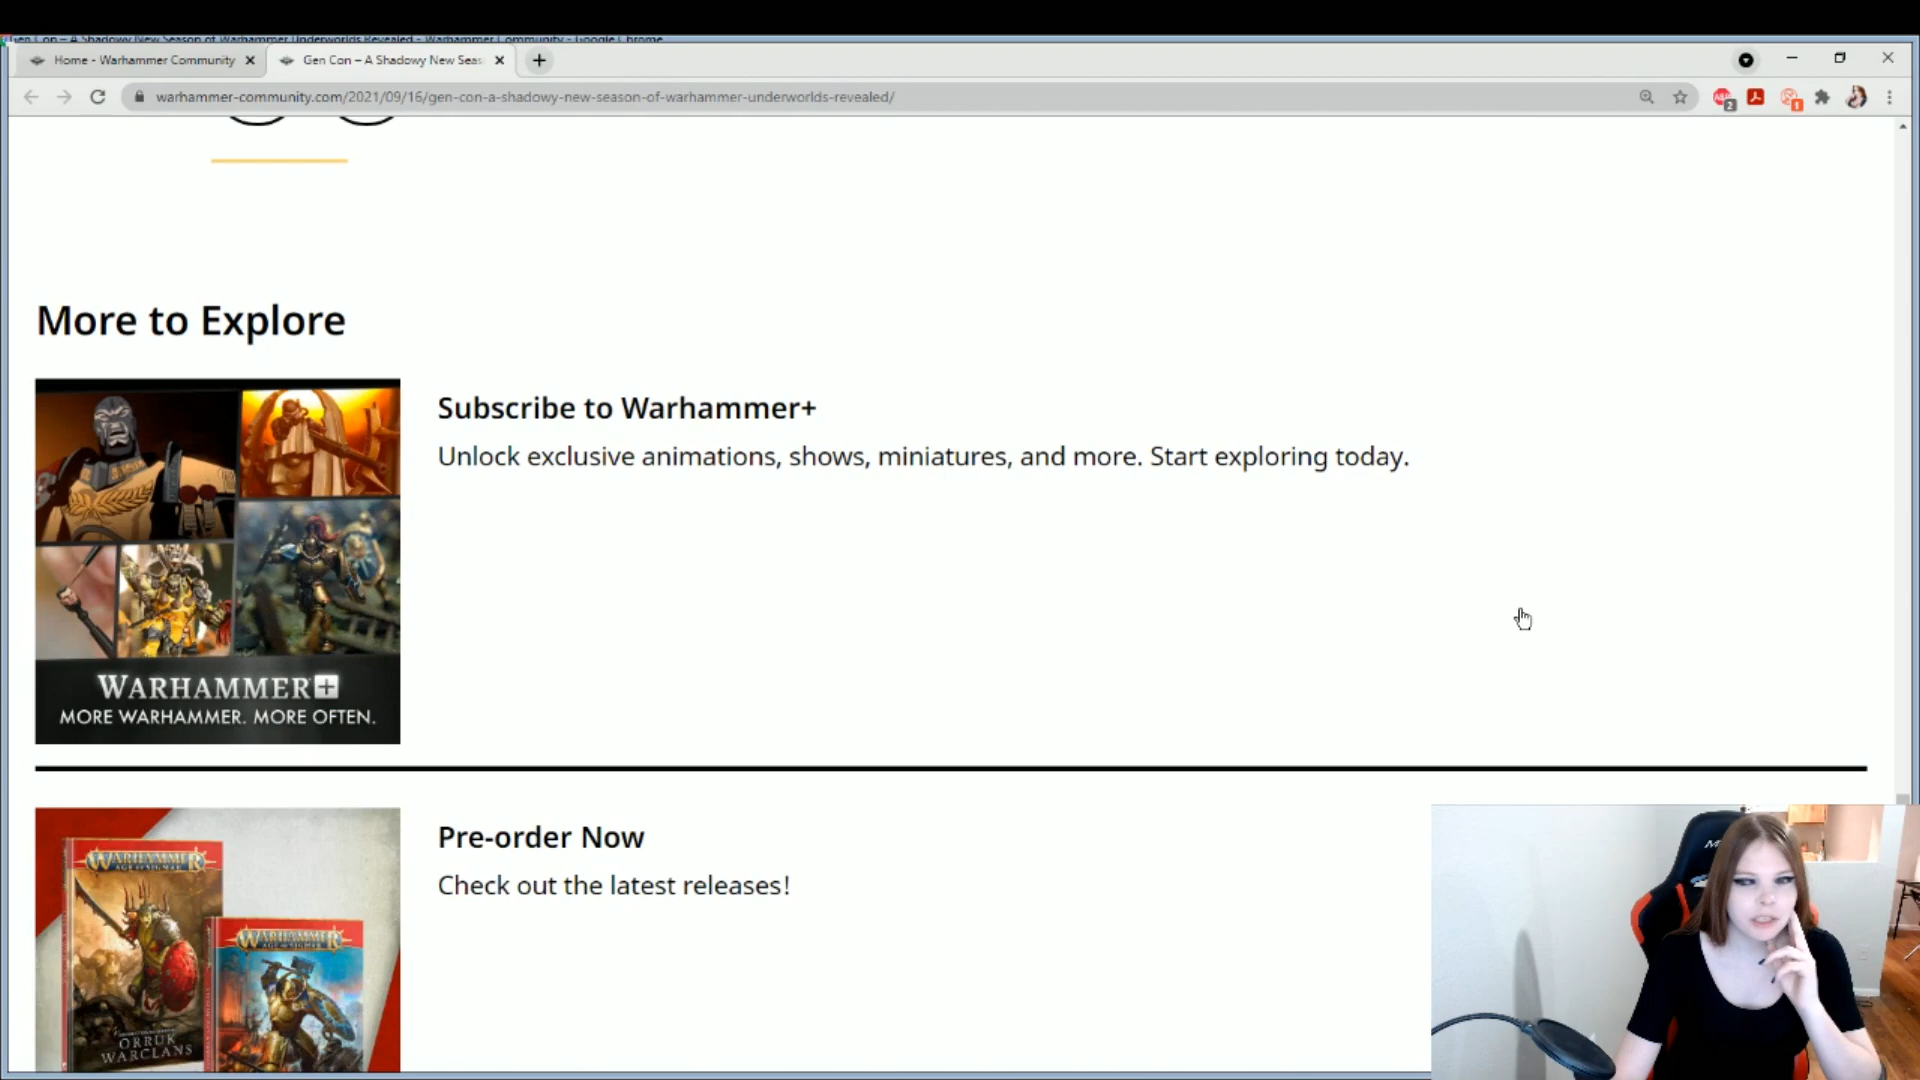 Gen Con – A Shadowy New Season of Warhammer Underworlds Revealed - Warhammer Community - Google Chrome
Home - Warhammer Community
Gen Con – A Shadowy New Seas
warhammer-community.com/2021/09/16/gen-con-a-shadowy-new-season-of-warhammer-underworlds-revealed/
2
1
More to Explore
Subscribe to Warhammer+
Unlock exclusive animations, shows, miniatures, and more. Start exploring today.
WARHAMMER+
MORE WARHAMMER. MORE OFTEN.
Pre-order Now
Check out the latest releases!
WARHAMMER
AGE OF SIGMAR
ORRUK
WARCLANS
WARHAMMER
AGE OF SIGMAR